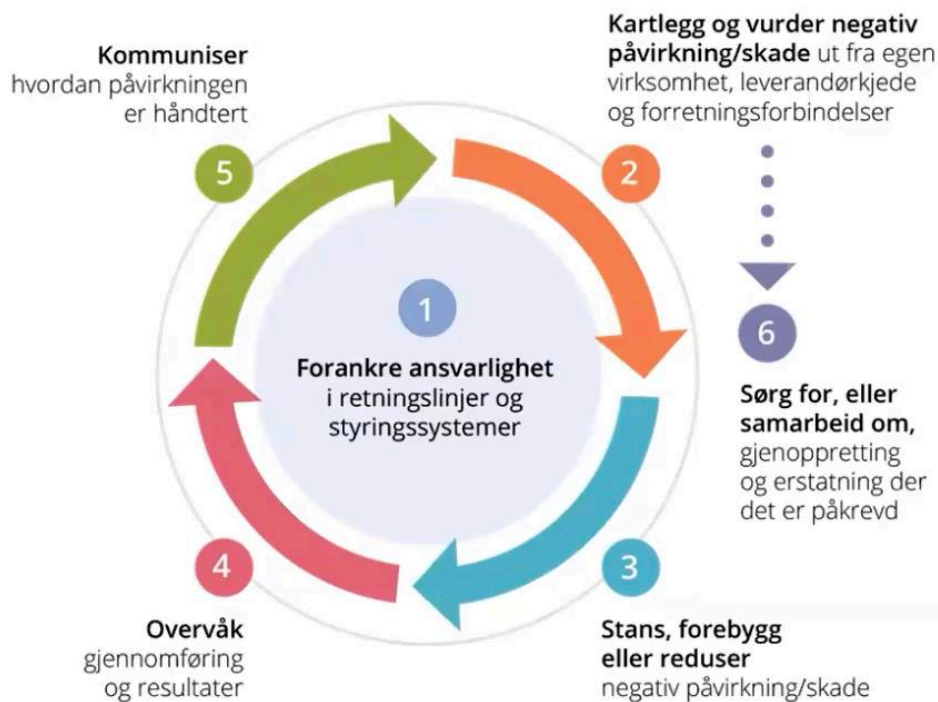 1
Forankre ansvarlighet
i retningslinjer og
styringssystemer
2
Kartlegg og vurder negativ
påvirkning/skade ut fra egen
virksomhet, leverandørkjede
og forretningsforbindelser
3
Stans, forebygg
eller reduser
negativ påvirkning/skade
4
Overvåk
gjennomføring
og resultater
5
Kommuniser
hvordan påvirkningen
er håndtert
6
Sørg for, eller
samarbeid om,
gjenoppretting
og erstatning der
det er påkrevd